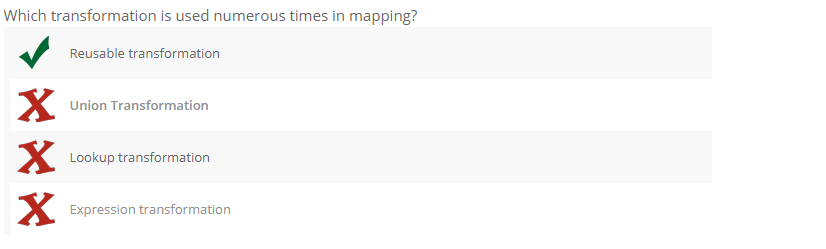 Which transformation is used numerous times in mapping?
Reusable transformation
Union Transformation
Lookup transformation
Expression transformation